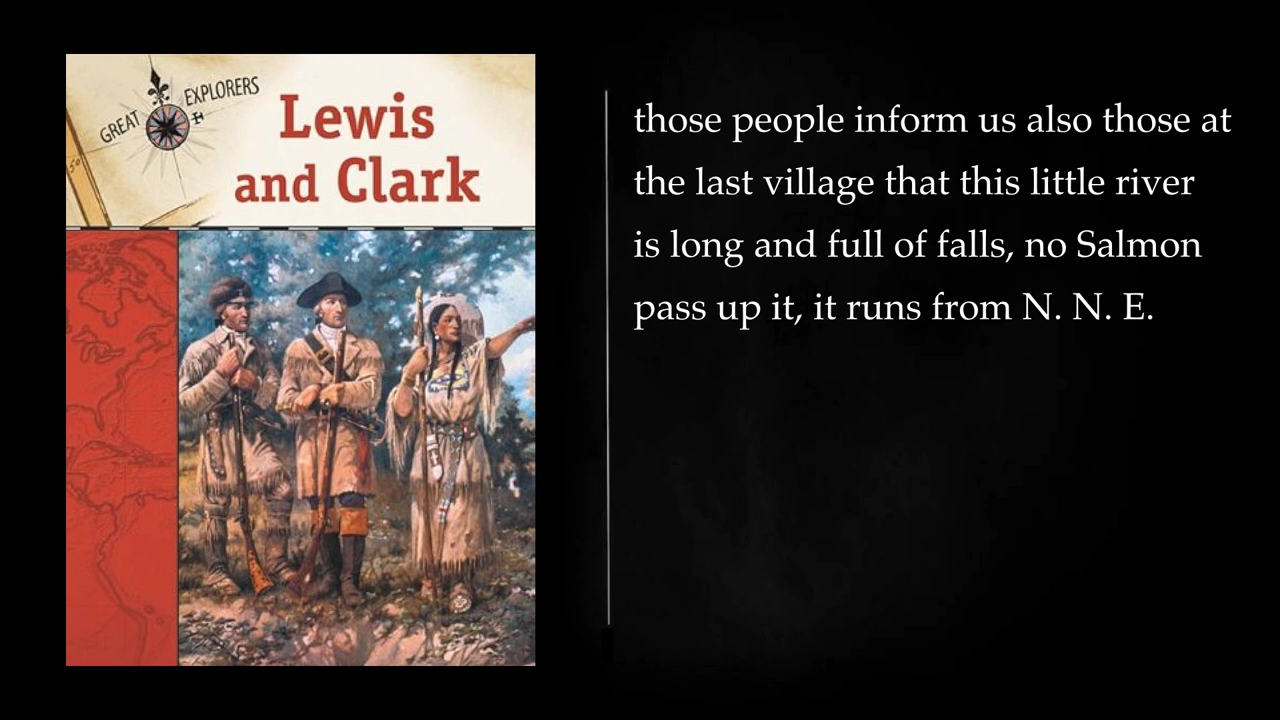 GREAT EXPLORERS
E
50
Lewis
and Clark
those people inform us also those at
the last village that this little river
is long and full of falls, no Salmon
pass up it, it runs from N. N. E.